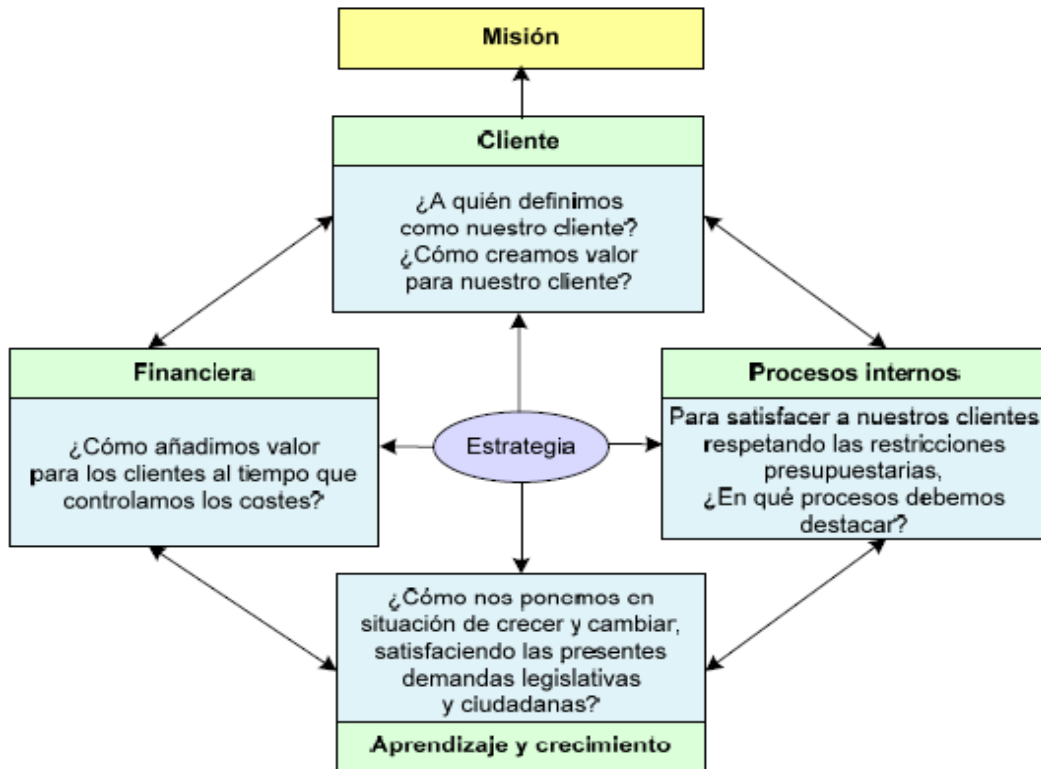 Misión
Cliente
¿A quién definimos
como nuestro cliente?
¿Cómo creamos valor
para nuestro cliente?
Financiera
¿Cómo añadimos valor
para los clientes al tiempo que
controlamos los costes?
Estrategia
Procesos internos
Para satisfacer a nuestros clientes
respetando las restricciones
presupuestarias,
¿En qué procesos debemos
destacar?
¿Cómo nos ponemos en
situación de crecer y cambiar,
satisfaciendo las presentes
demandas legislativas
y ciudadanas?
Aprendizaje y crecimiento